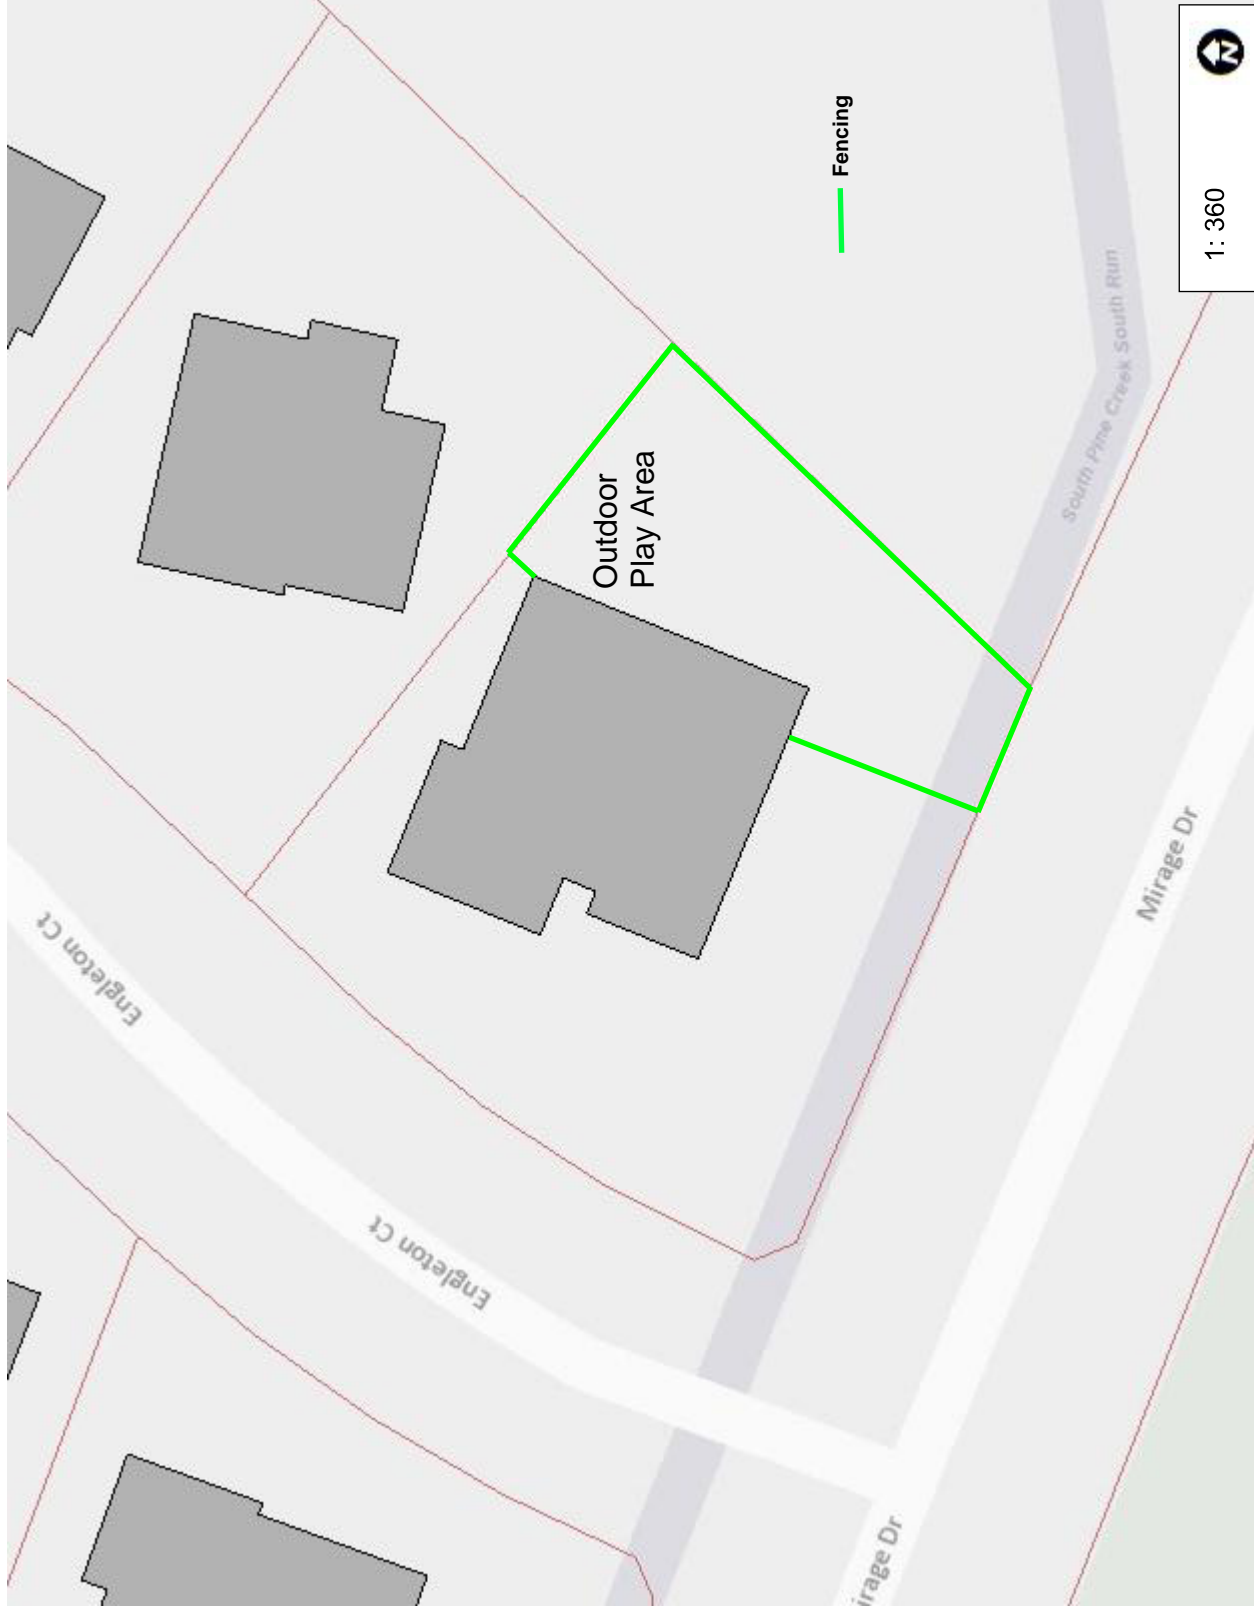 Engleton Ct
Engleton Ct
Outdoor
Play Area
Fencing
South Pine Creek South Run
Mirage Dr
irage Dr
1: 360
N